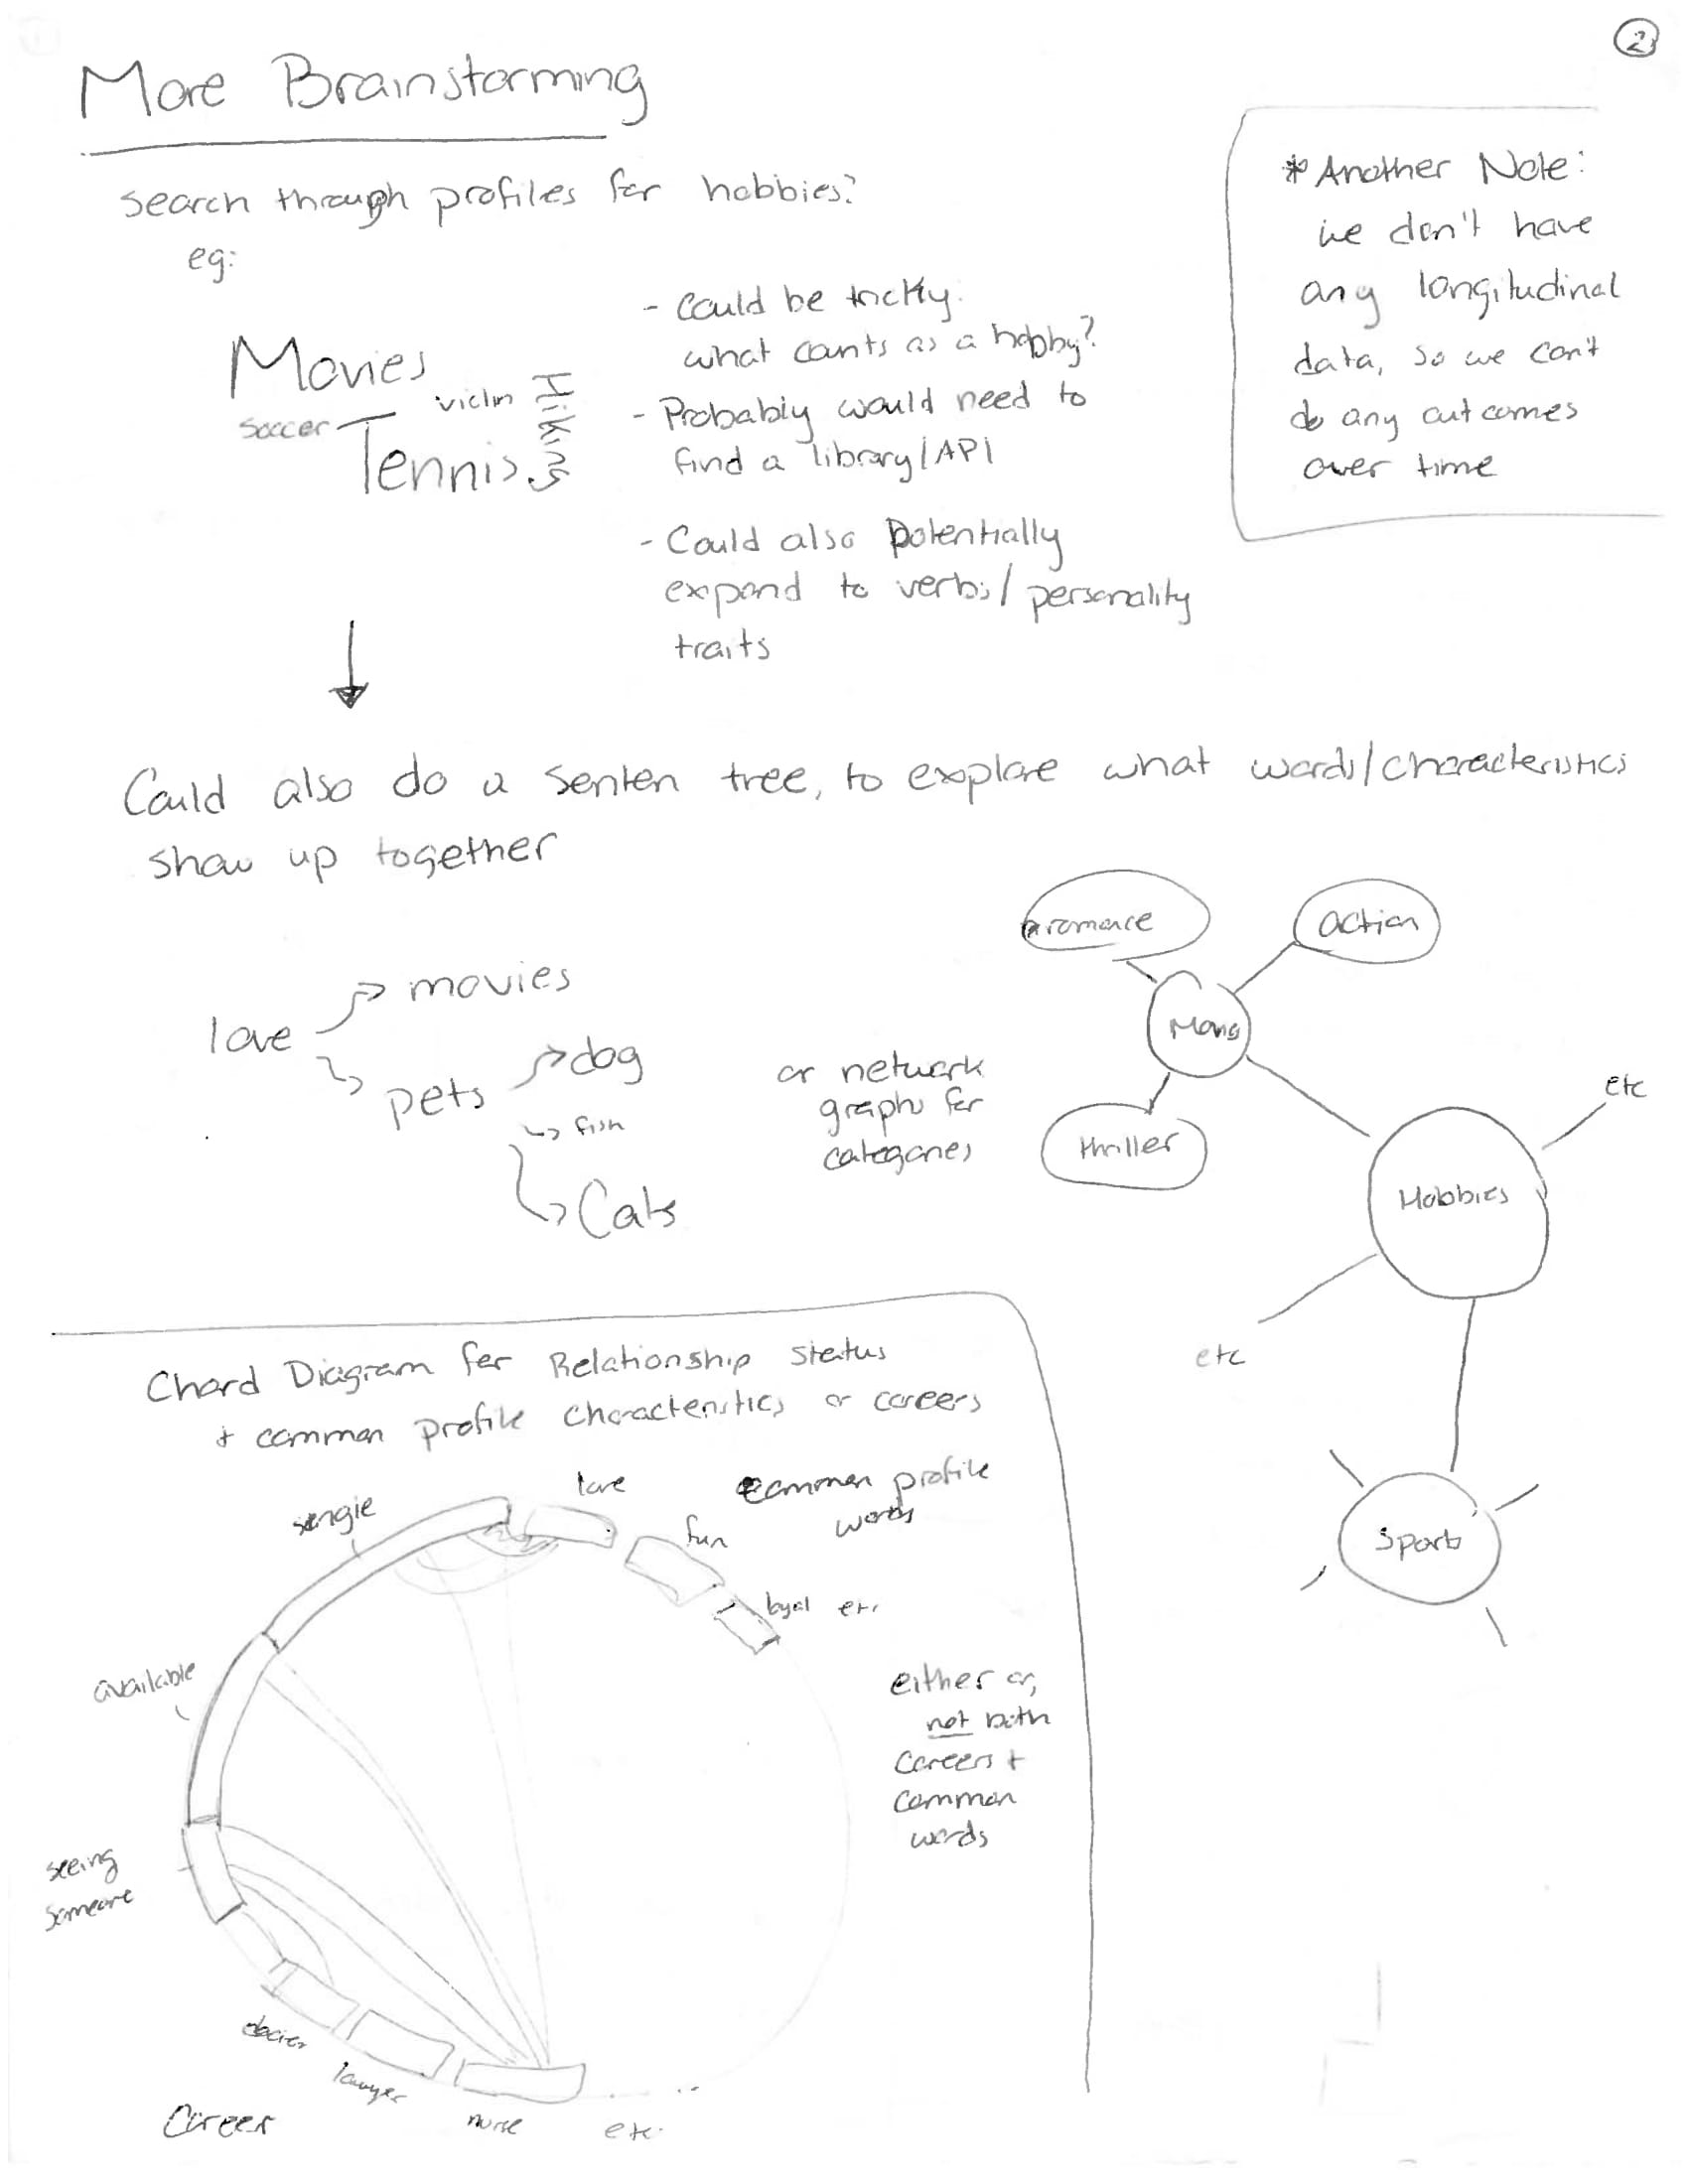 2
More Brainstorming
search through profiles for hobbies?
eg:
Movies
soccer
violin
Hiking
Tennis
- Could be tricky.
what counts as a hobby?
- Probably would need to
find a library/API
- Could also potentially
expand to verbs/personality
traits
* Another Note:
we don't have
any longitudinal
data, so we can't
do any outcomes
over time
Could also do a senten tree, to explore what words/characteristics
show up together
love
movies
pets
dog
fish
Cats
or network
graph for
categories
romance
action
thriller
Hobbies
etc
etc
Sports
Chord Diagram for Relationship status
+ common profile characteristics or careers
single
love
fun
loyal etc
common profile
words
available
seeing
someone
either or,
not both
careers +
common
words
doctor
lawyer
nurse
etc.
Career